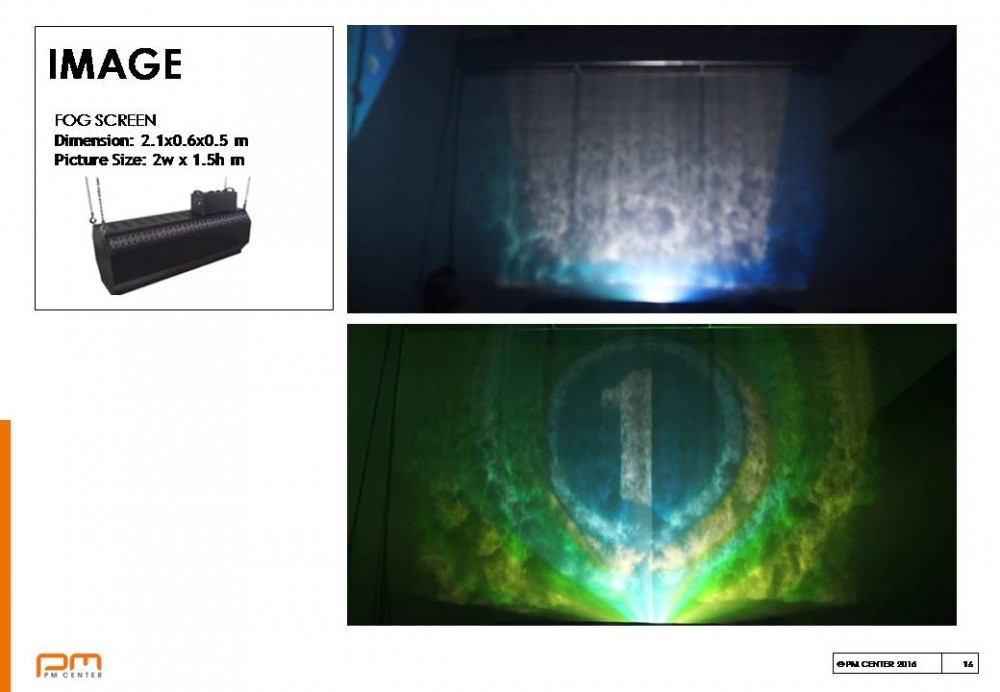 IMAGE
FOG SCREEN
Dimension: 2.1x0.6x0.5 m
Picture Size: 2w x 1.5h m
1
pm
PM CENTER
©PM CENTER 2016
16